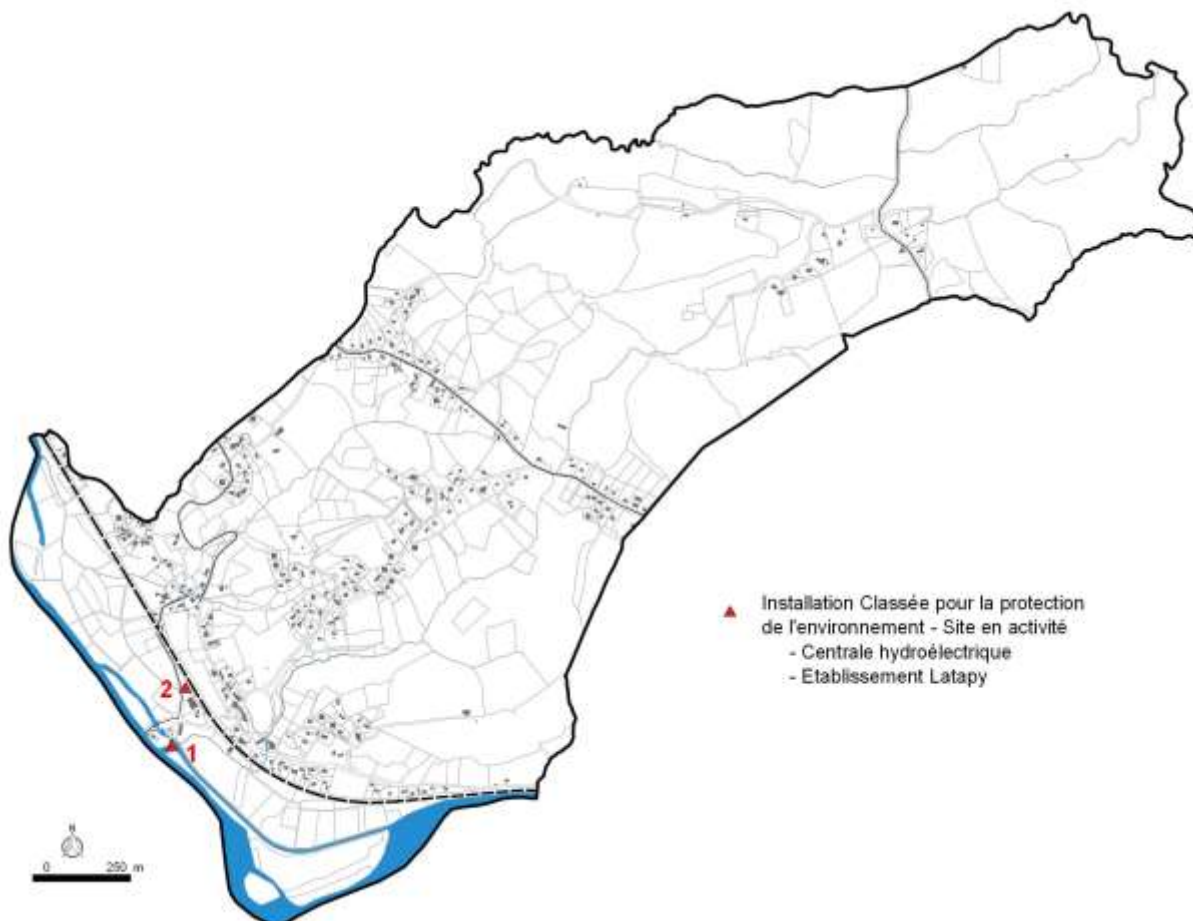 Installation Classée pour la protection
de l'environnement - Site en activité
- Centrale hydroélectrique
- Etablissement Latapy
2
1
N
0 250 m